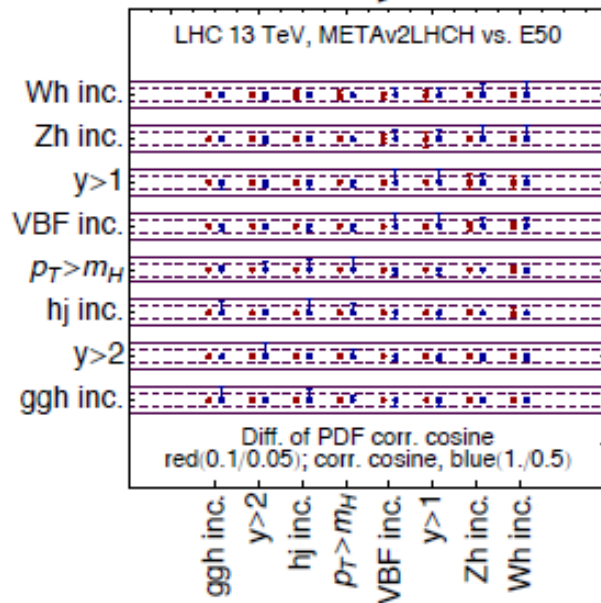 LHC 13 TeV, METAv2LHCH vs. E50
Wh inc.
Zh inc.
y>1
VBF inc.
p_T>m_H
hj inc.
y>2
ggh inc.
Diff. of PDF corr. cosine
red(0.1/0.05); corr. cosine, blue(1./0.5)
ggh inc.
y>2
hj inc.
p_T>m_H
VBF inc.
y>1
Zh inc.
Wh inc.